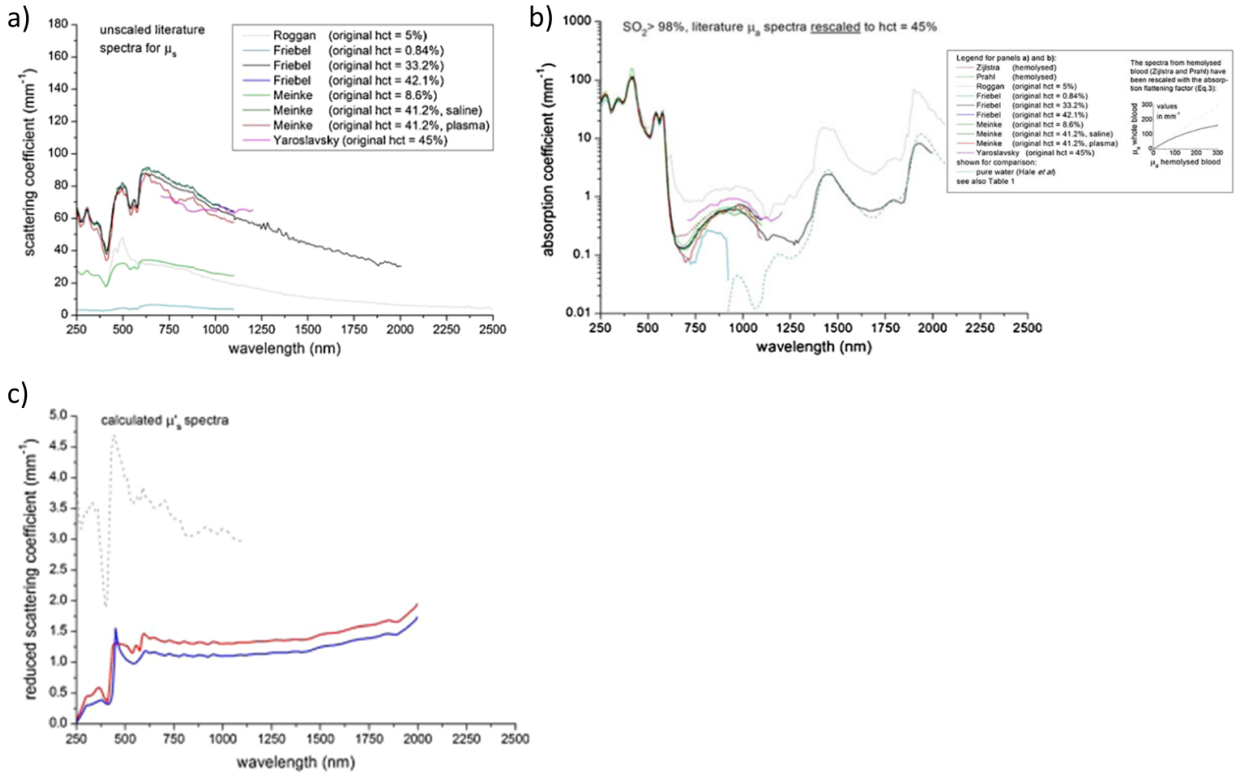 a)
180
160
140
120
100
80
60
40
20
0
scattering coefficient (mm⁻¹)
unscaled literature
spectra for μs
Roggan (original hct = 5%)
Friebel (original hct = 0.84%)
Friebel (original hct = 33.2%)
Friebel (original hct = 42.1%)
Meinke (original hct = 8.6%)
Meinke (original hct = 41.2%, saline)
Meinke (original hct = 41.2%, plasma)
Yaroslavsky (original hct = 45%)
250 500 750 1000 1250 1500 1750 2000 2250 2500
wavelength (nm)
b)
1000
100
10
1
0.1
0.01
absorption coefficient (mm⁻¹)
SO₂> 98%, literature μa spectra rescaled to hct = 45%
250 500 750 1000 1250 1500 1750 2000 2250 2500
wavelength (nm)
Legend for panels a) and b):
Zijlstra (hemolysed)
Prahl (hemolysed)
Roggan (original hct = 5%)
Friebel (original hct = 0.84%)
Friebel (original hct = 33.2%)
Friebel (original hct = 42.1%)
Meinke (original hct = 8.6%)
Meinke (original hct = 41.2%, saline)
Meinke (original hct = 41.2%, plasma)
Yaroslavsky (original hct = 45%)
shown for comparison:
pure water (Hale et al)
see also Table 1
The spectra from hemolysed
blood (Zijlstra and Prahl) have
been rescaled with the absorp-
tion flattening factor (Eq.3):
300
200
100
0
values
in mm⁻¹
μa whole blood
0 100 200 300
μa hemolysed blood
c)
5.0
4.5
4.0
3.5
3.0
2.5
2.0
1.5
1.0
0.5
0.0
reduced scattering coefficient (mm⁻¹)
calculated μ's spectra
250 500 750 1000 1250 1500 1750 2000 2250 2500
wavelength (nm)